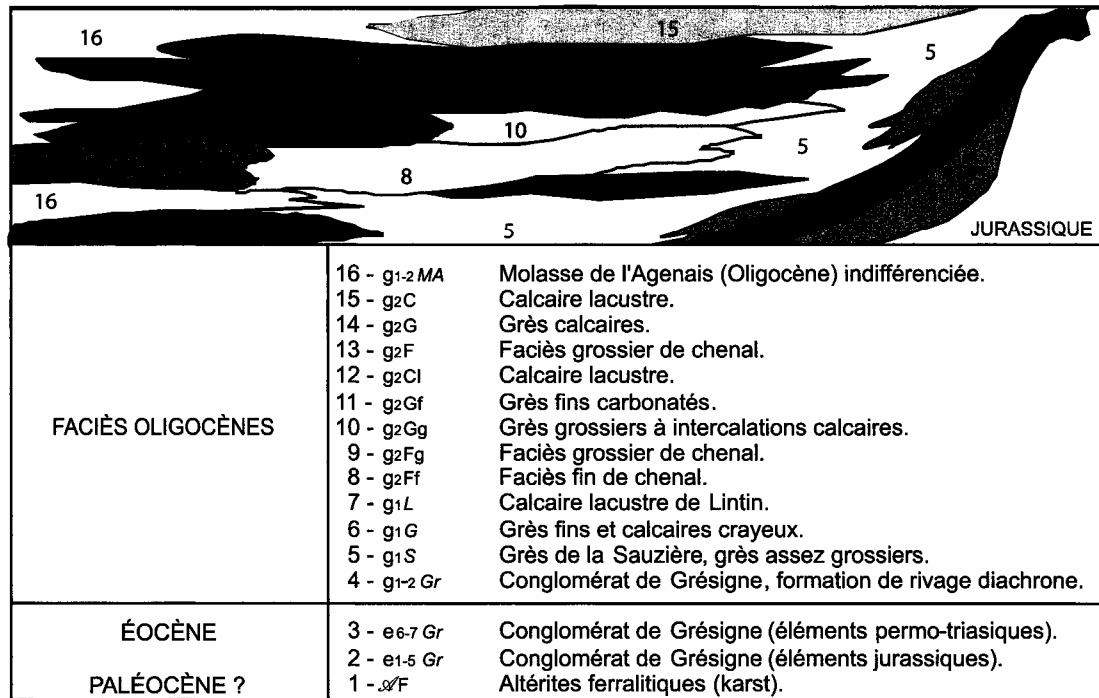 15
16
5
10
5
8
16
5
JURASSIQUE
16 - g1-2 MA Molasse de l'Agenais (Oligocène) indifférenciée.
15 - g2C Calcaire lacustre.
14 - g2G Grès calcaires.
13 - g2F Faciès grossier de chenal.
12 - g2Cl Calcaire lacustre.
11 - g2Gf Grès fins carbonatés.
FACIÈS OLIGOCÈNES
10 - g2Gg Grès grossiers à intercalations calcaires.
9 - g2Fg Faciès grossier de chenal.
8 - g2Ff Faciès fin de chenal.
7 - g1L Calcaire lacustre de Lintin.
6 - g1G Grès fins et calcaires crayeux.
5 - g1S Grès de la Sauzière, grès assez grossiers.
4 - g1-2 Gr Conglomérat de Grésigne, formation de rivage diachrone.
ÉOCÈNE
3 - e6-7 Gr Conglomérat de Grésigne (éléments permo-triasiques).
2 - e1-5 Gr Conglomérat de Grésigne (éléments jurassiques).
PALÉOCÈNE ?
1 - 𝒜F Altérites ferralitiques (karst).